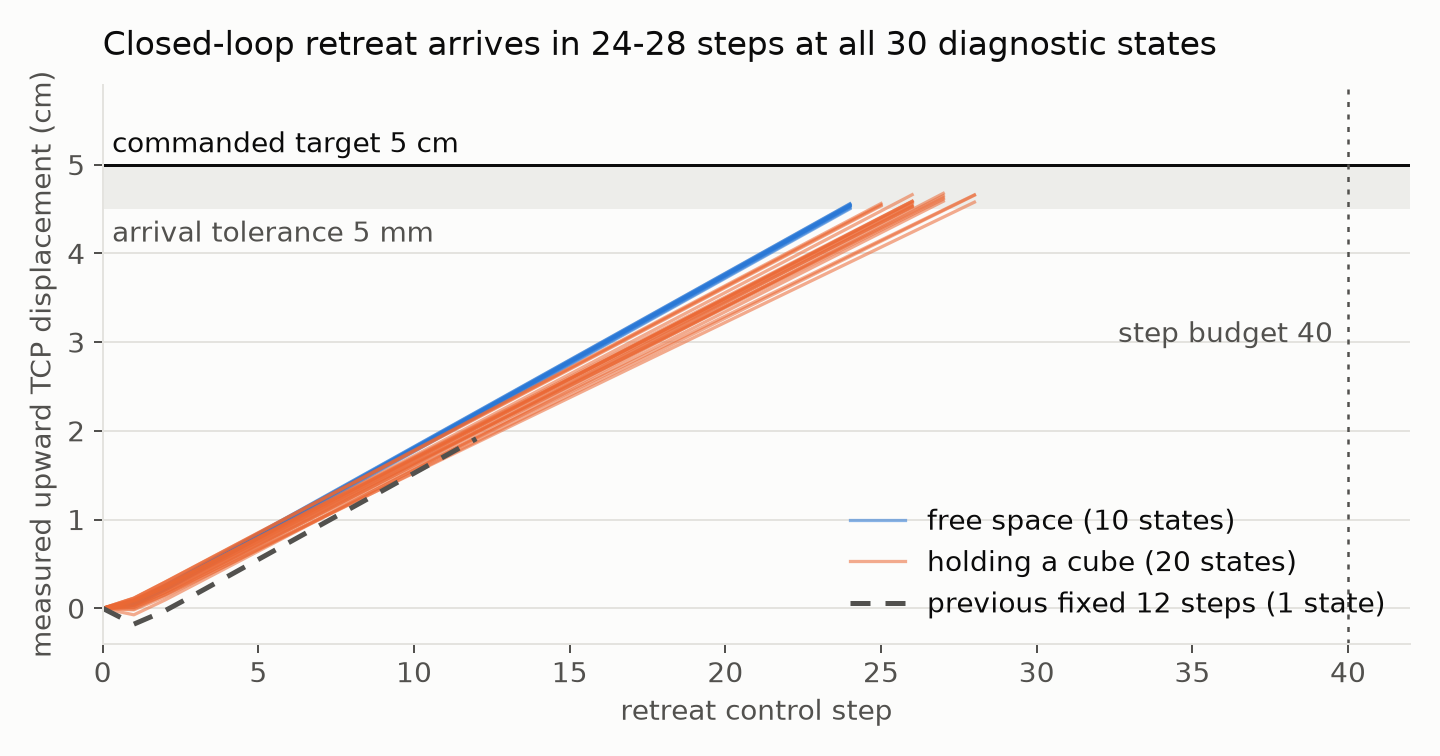 Closed-loop retreat arrives in 24-28 steps at all 30 diagnostic states
measured upward TCP displacement (cm)
commanded target 5 cm
5
arrival tolerance 5 mm
4
3
step budget 40
2
1
free space (10 states)
holding a cube (20 states)
0
previous fixed 12 steps (1 state)
0 5 10 15 20 25 30 35 40
retreat control step